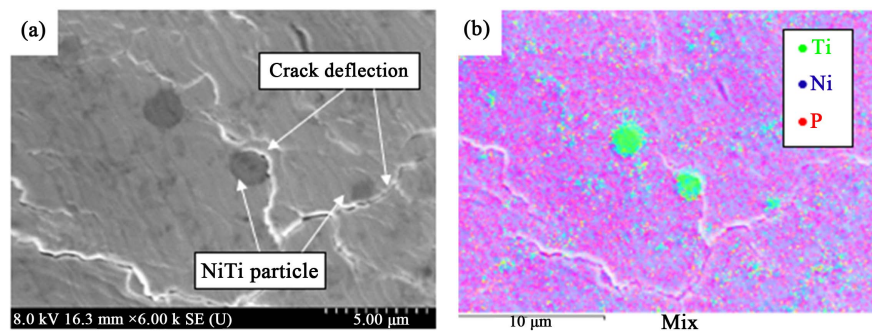 (a)
Crack deflection
NiTi particle
8.0 kV 16.3 mm ×6.00 k SE (U)
5.00 μm
(b)
Ti
Ni
P
10 μm
Mix